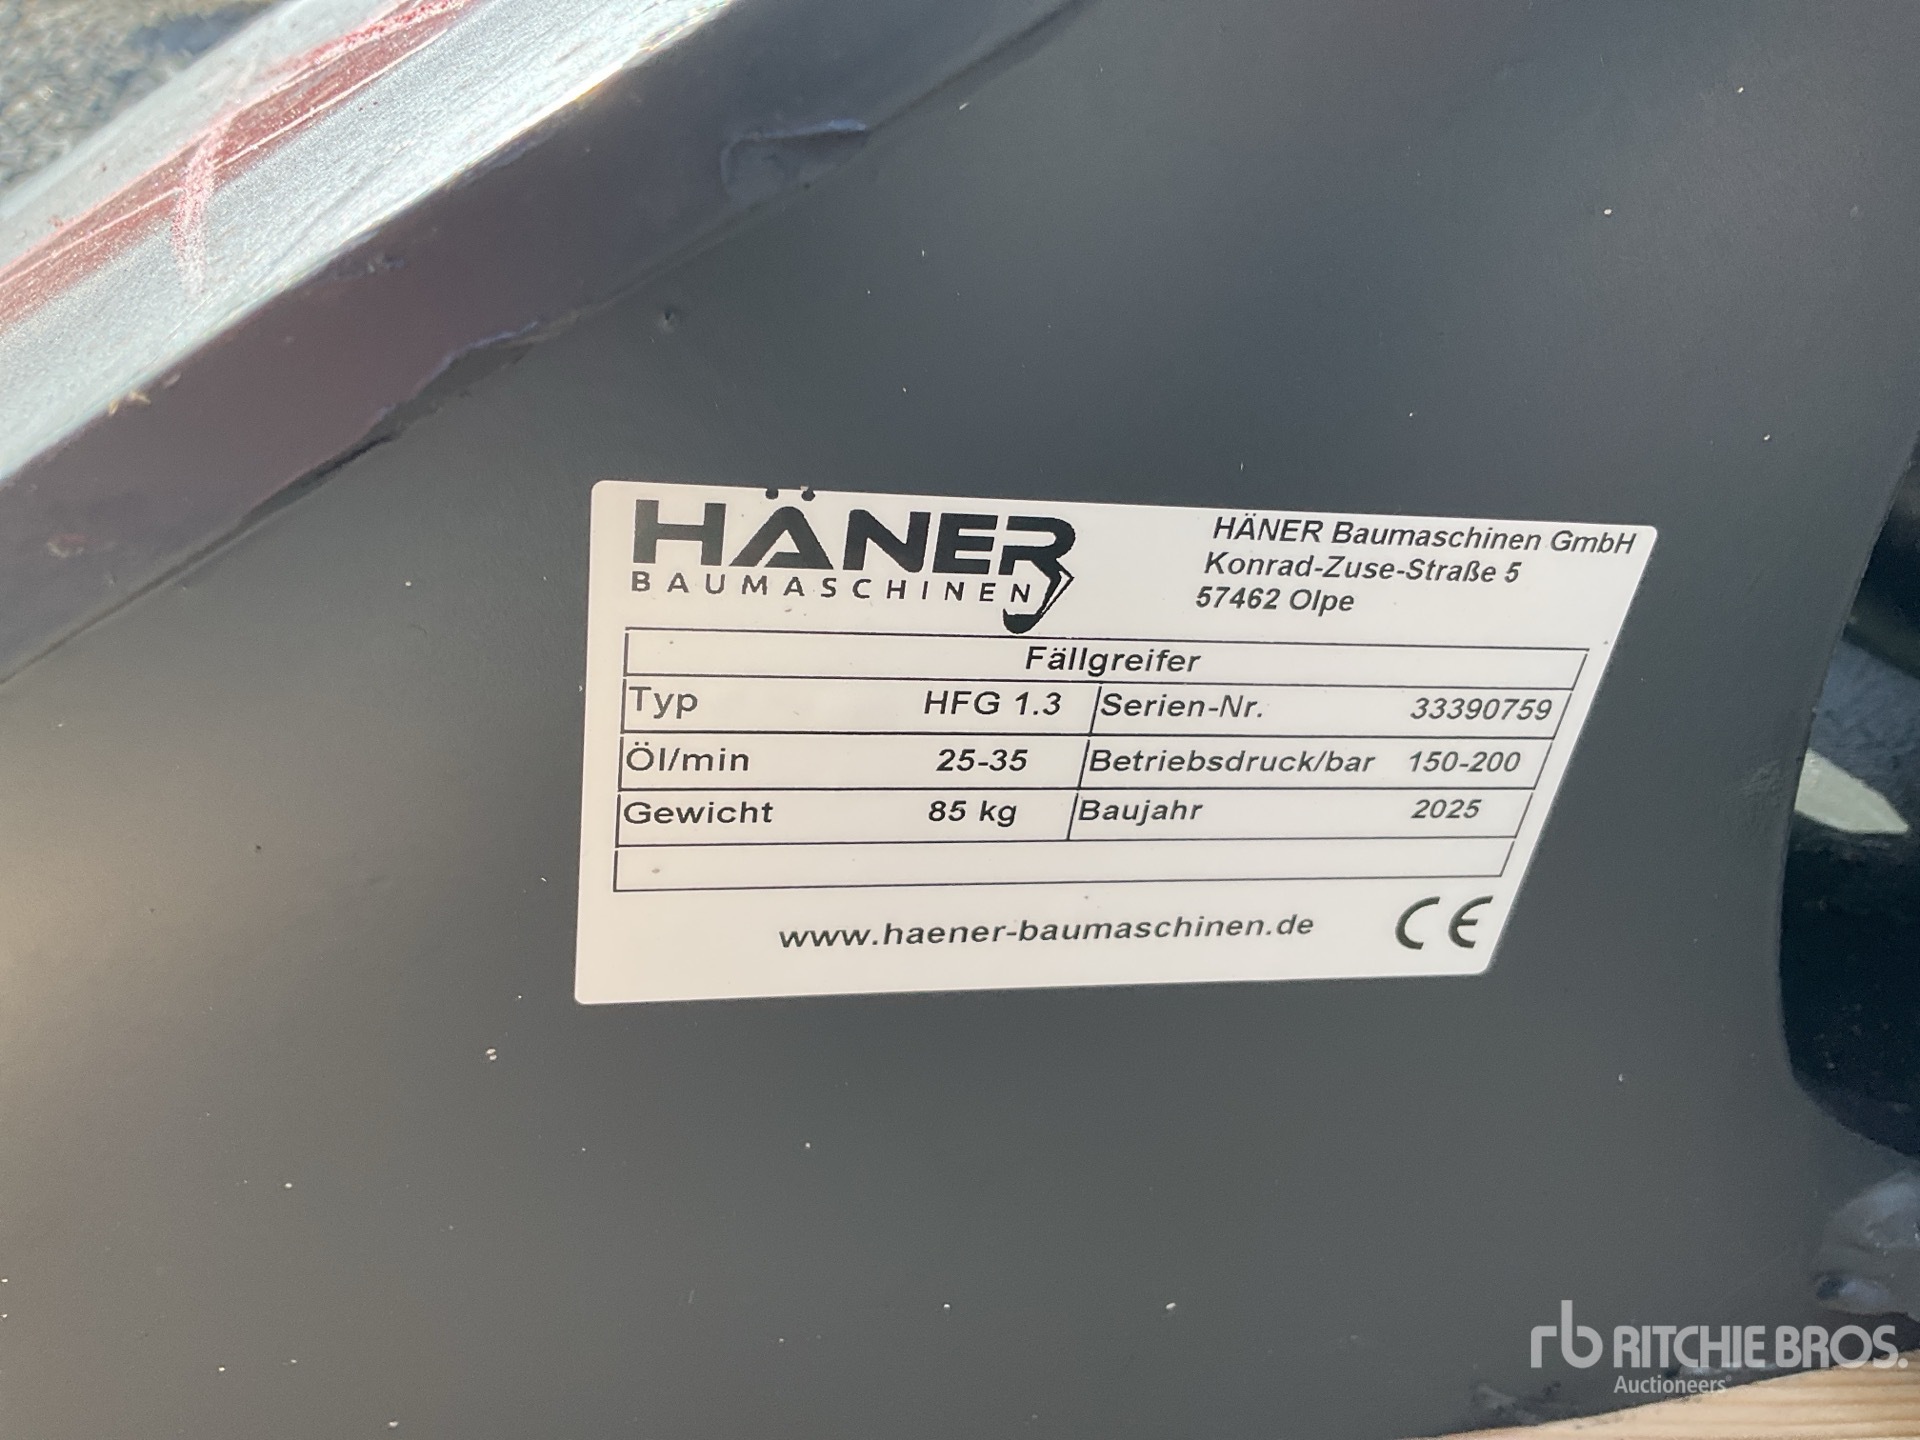 HÄNER
BAUMASCHINEN
HÄNER Baumaschinen GmbH
Konrad-Zuse-Straße 5
57462 Olpe
Fällgreifer
Typ HFG 1.3 Serien-Nr. 33390759
Öl/min 25-35 Betriebsdruck/bar 150-200
Gewicht 85 kg Baujahr 2025
www.haener-baumaschinen.de CE
rb RITCHIE BROS.
Auctioneers